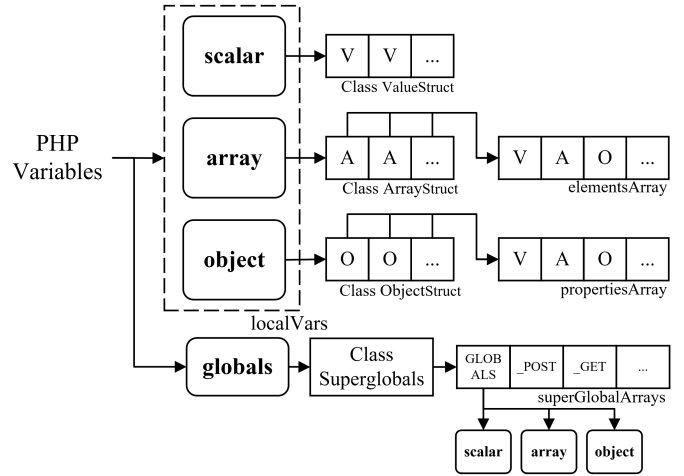 scalar
V V ...
Class ValueStruct
PHP
Variables
array
A A ...
Class ArrayStruct
V A O ...
elementsArray
object
O O ...
Class ObjectStruct
V A O ...
propertiesArray
localVars
globals
Class
Superglobals
GLOB
ALS
_POST
_GET
...
superGlobalArrays
scalar
array
object